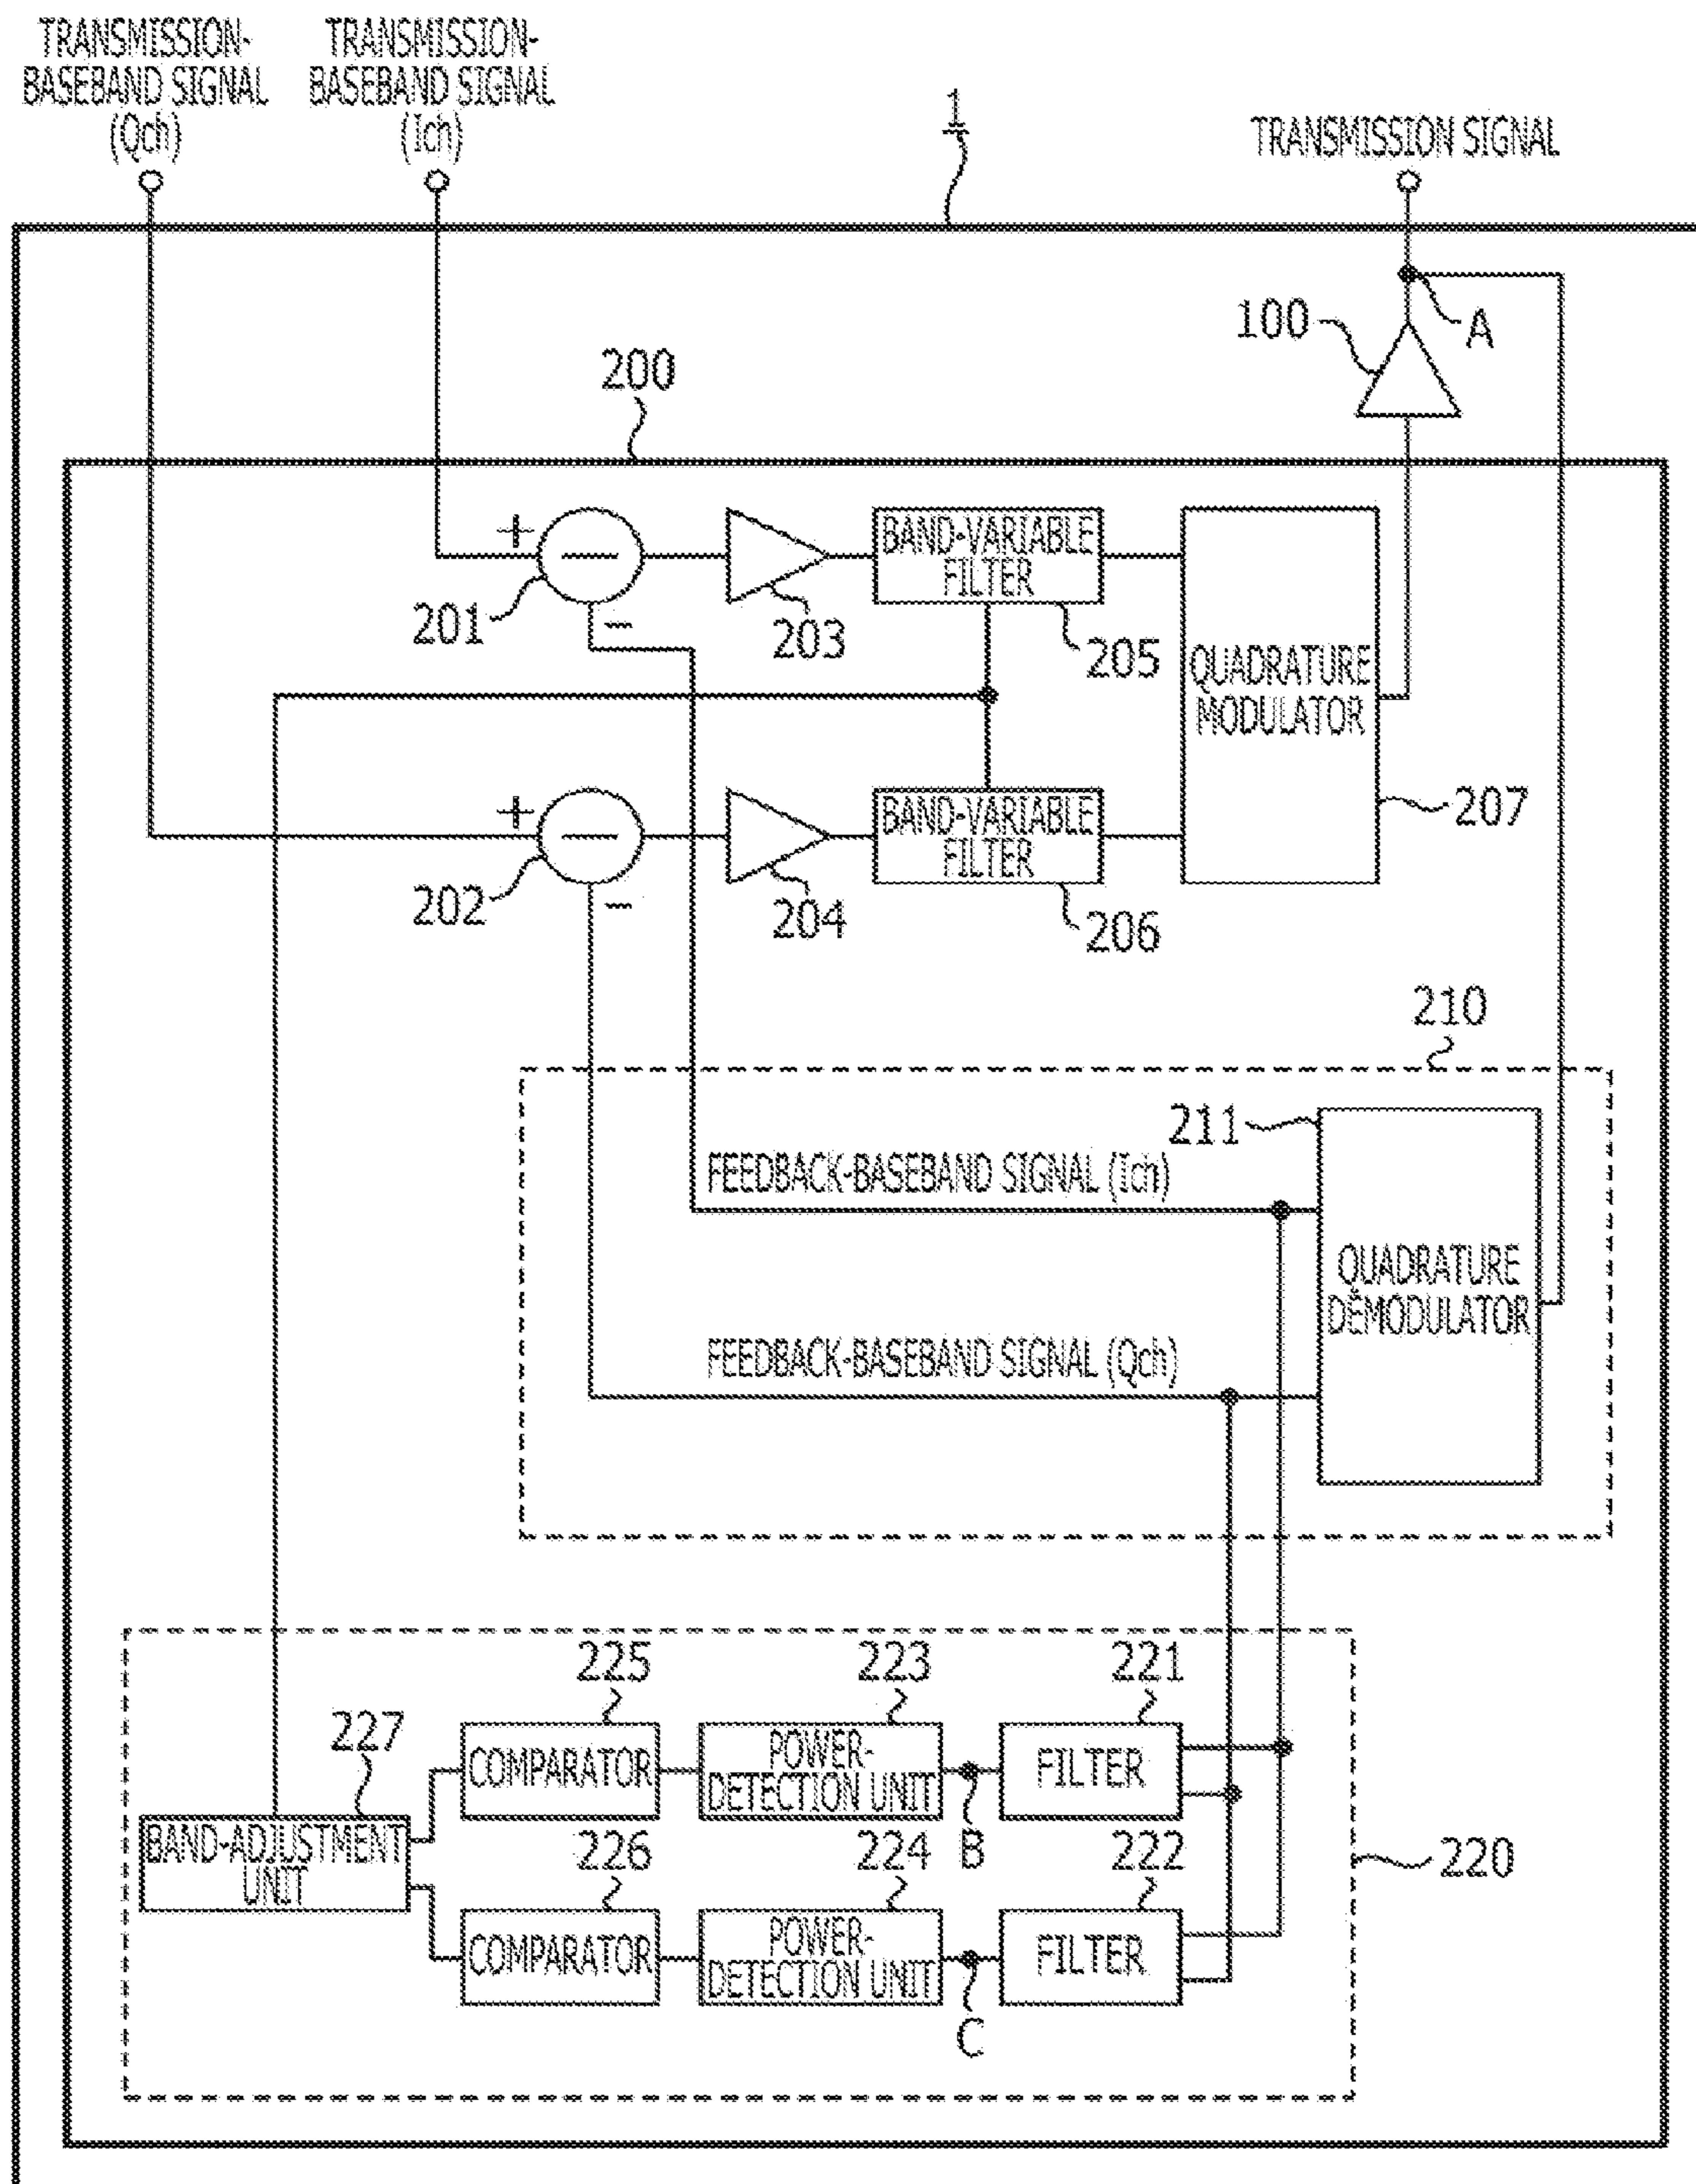 TRANSMISSION-
BASEBAND SIGNAL
(Qch)
TRANSMISSION-
BASEBAND SIGNAL
(Ich)
1
TRANSMISSION SIGNAL
100
A
200
+
−
201
−
203
BAND-VARIABLE
FILTER
205
QUADRATURE
MODULATOR
207
+
−
202
−
204
BAND-VARIABLE
FILTER
206
210
211
FEEDBACK-BASEBAND SIGNAL (Ich)
QUADRATURE
DEMODULATOR
FEEDBACK-BASEBAND SIGNAL (Qch)
225
223
221
227
COMPARATOR
POWER-
DETECTION UNIT
B
FILTER
BAND-ADJUSTMENT
UNIT
226
224
222
220
COMPARATOR
POWER-
DETECTION UNIT
C
FILTER